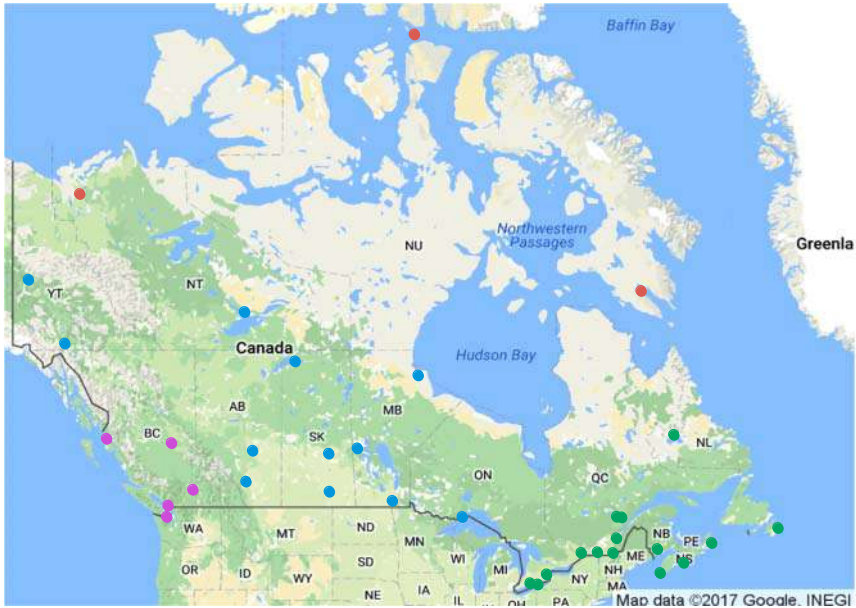 Baffin Bay
Northwestern
Passages
NU
Greenla
NT
YT
Canada
Hudson Bay
AB
MB
BC
SK
NL
ON
QC
WA
MT
ND
MN
NB
PE
OR
ID
SD
WI
MI
ME
NS
WY
NY
NH
NE
IA
IL
OH
PA
MA
Map data ©2017 Google, INEGI